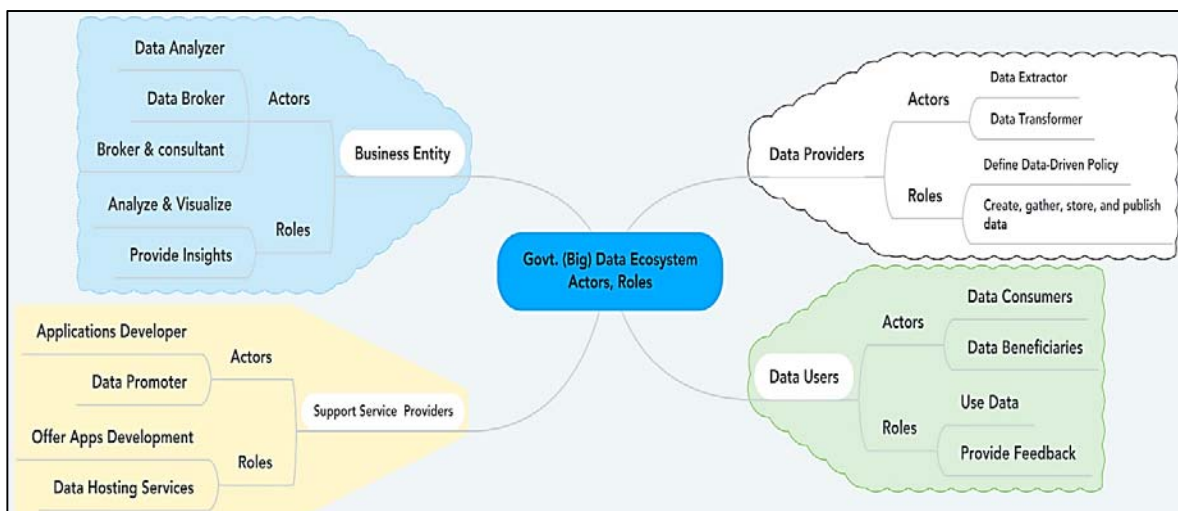 Data Analyzer
Data Broker
Broker & consultant
Actors
Business Entity
Analyze & Visualize
Provide Insights
Roles
Data Extractor
Data Transformer
Actors
Data Providers
Define Data-Driven Policy
Create, gather, store, and publish
data
Roles
Govt. (Big) Data Ecosystem
Actors, Roles
Applications Developer
Data Promoter
Actors
Support Service Providers
Offer Apps Development
Data Hosting Services
Roles
Data Consumers
Data Beneficiaries
Actors
Data Users
Use Data
Provide Feedback
Roles